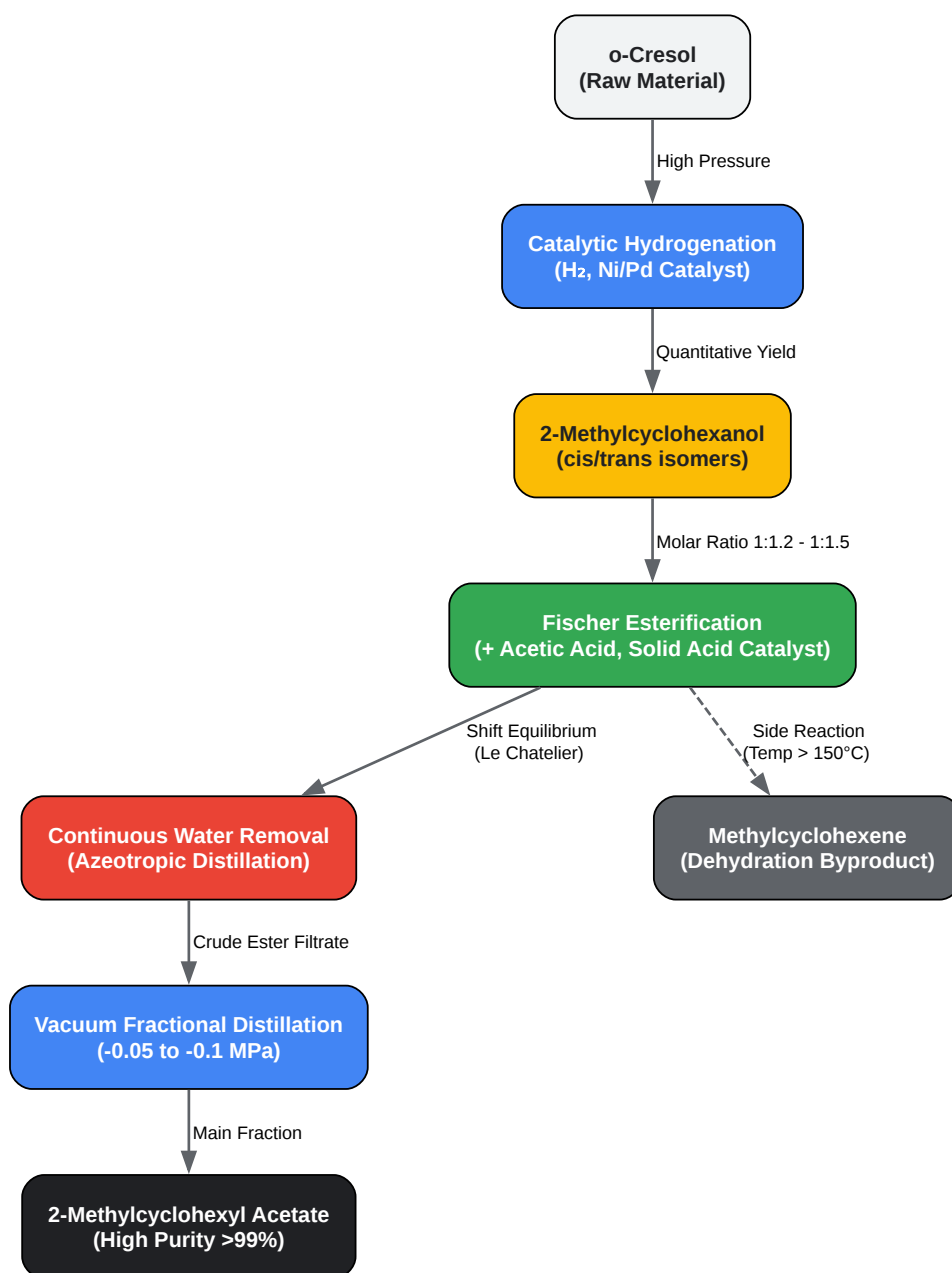 o-Cresol
(Raw Material)
High Pressure
Catalytic Hydrogenation
(H₂, Ni/Pd Catalyst)
Quantitative Yield
2-Methylcyclohexanol
(cis/trans isomers)
Molar Ratio 1:1.2 - 1:1.5
Fischer Esterification
(+ Acetic Acid, Solid Acid Catalyst)
Shift Equilibrium
(Le Chatelier)
Side Reaction
(Temp > 150°C)
Continuous Water Removal
(Azeotropic Distillation)
Methylcyclohexene
(Dehydration Byproduct)
Crude Ester Filtrate
Vacuum Fractional Distillation
(-0.05 to -0.1 MPa)
Main Fraction
2-Methylcyclohexyl Acetate
(High Purity >99%)